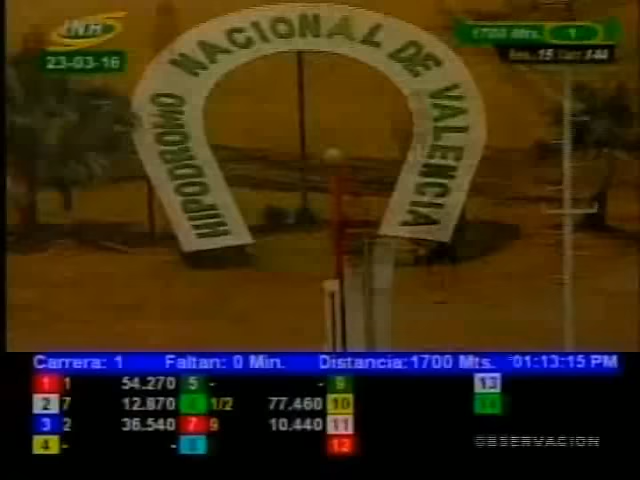 INH
23-03-16
1700 Mts. 1
HIPODROMO NACIONAL DE VALENCIA
Carrera: 1 Faltan: 0 Min. Distancia:1700 Mts. 01:13:15 PM
1 1 54.270 5 - - 9 13
2 7 12.870 1/2 77.460 10
3 2 36.540 7 9 10.440 11
4 - - - 12
OBSERVACION